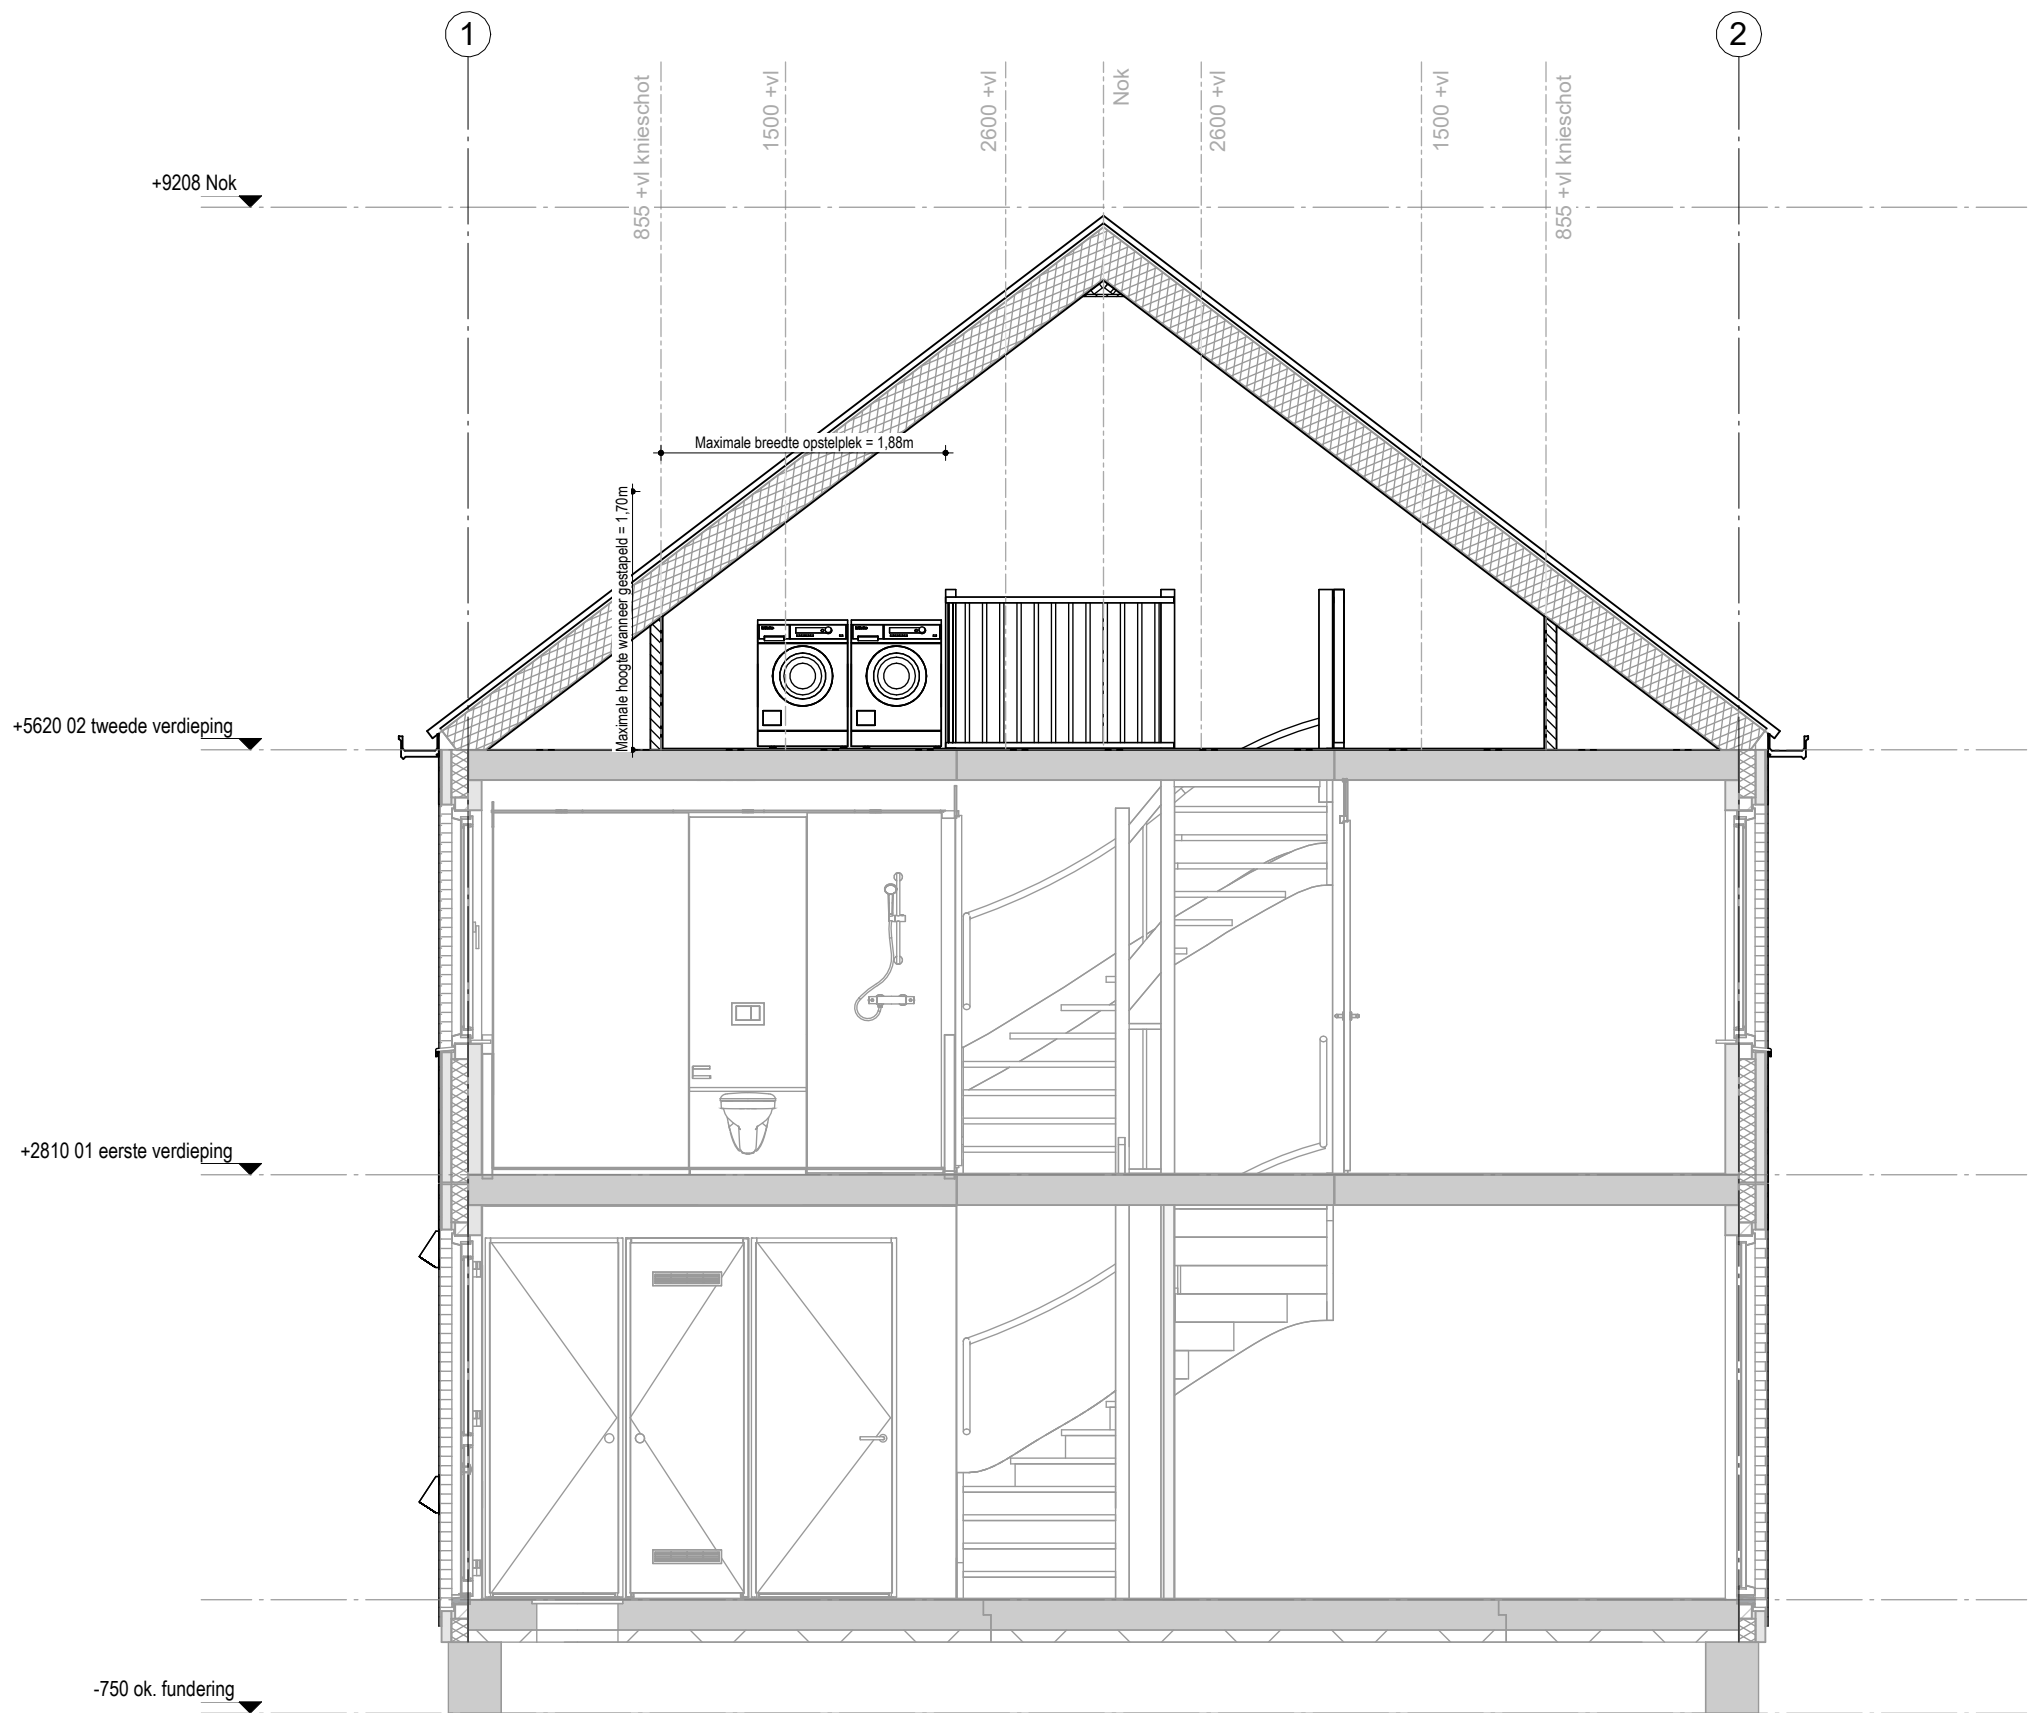 1
2
855 +vl knieschot
1500 +vl
2600 +vl
Nok
2600 +vl
1500 +vl
855 +vl knieschot
+9208 Nok
Maximale breedte opstelplek = 1,88m
Maximale hoogte wanneer gestapeld = 1,70m
+5620 02 tweede verdieping
+2810 01 eerste verdieping
-750 ok. fundering